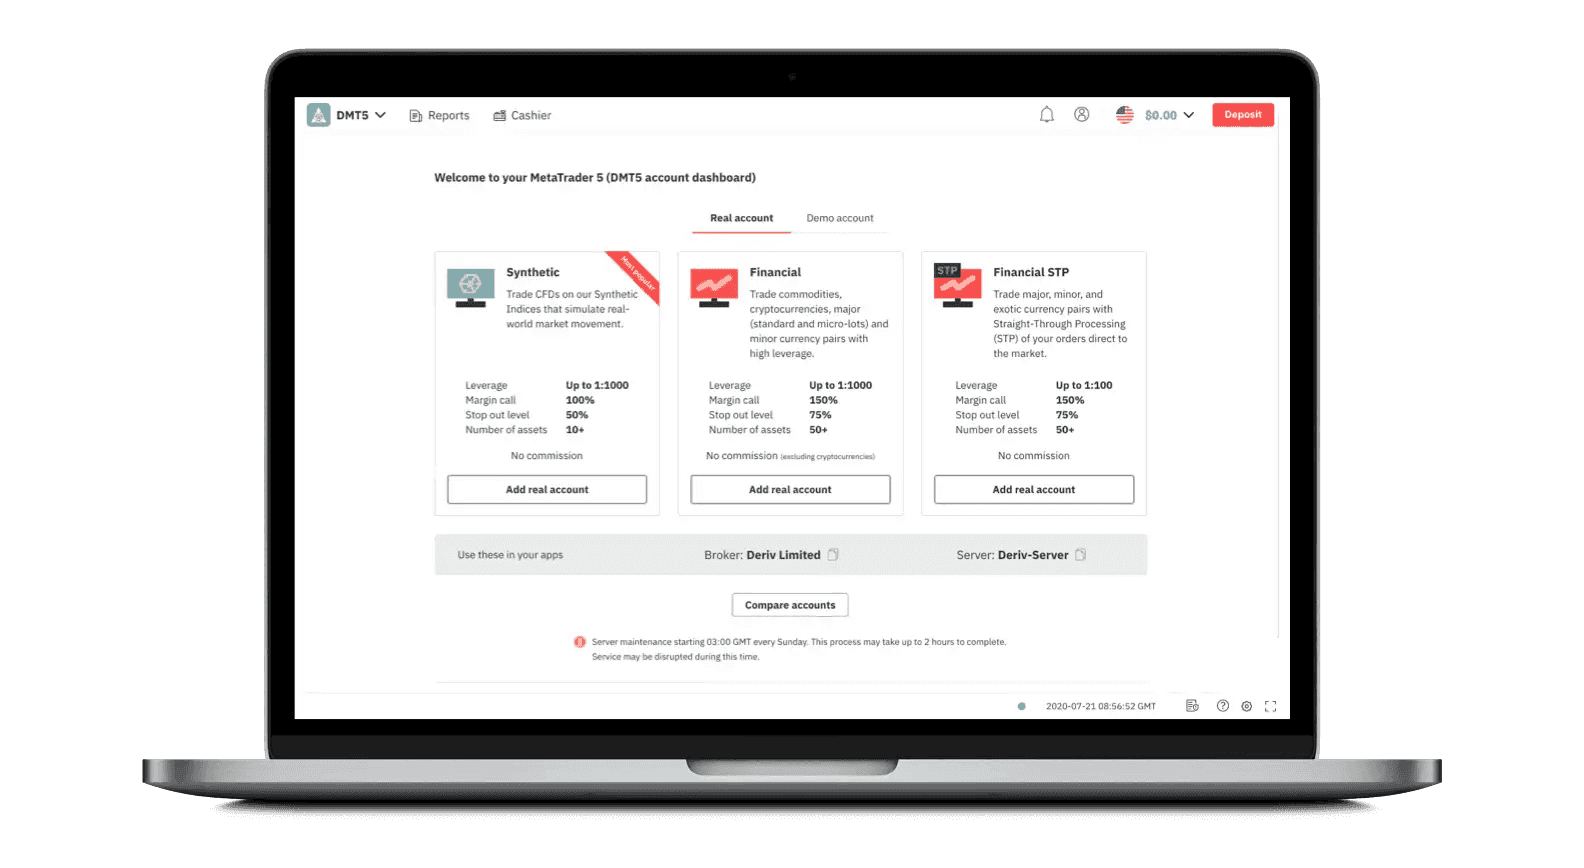 DMT5
Reports
Cashier
$0.00
Deposit
Welcome to your MetaTrader 5 (DMT5 account dashboard)
Real account
Demo account
Most popular
Synthetic
Trade CFDs on our Synthetic
Indices that simulate real-
world market movement.
Leverage Up to 1:1000
Margin call 100%
Stop out level 50%
Number of assets 10+
No commission
Add real account
Financial
Trade commodities,
cryptocurrencies, major
(standard and micro-lots) and
minor currency pairs with
high leverage.
Leverage Up to 1:1000
Margin call 150%
Stop out level 75%
Number of assets 50+
No commission (excluding cryptocurrencies)
Add real account
STP
Financial STP
Trade major, minor, and
exotic currency pairs with
Straight-Through Processing
(STP) of your orders direct to
the market.
Leverage Up to 1:100
Margin call 150%
Stop out level 75%
Number of assets 50+
No commission
Add real account
Use these in your apps
Broker: Deriv Limited
Server: Deriv-Server
Compare accounts
Server maintenance starting 03:00 GMT every Sunday. This process may take up to 2 hours to complete.
Service may be disrupted during this time.
2020-07-21 08:56:52 GMT